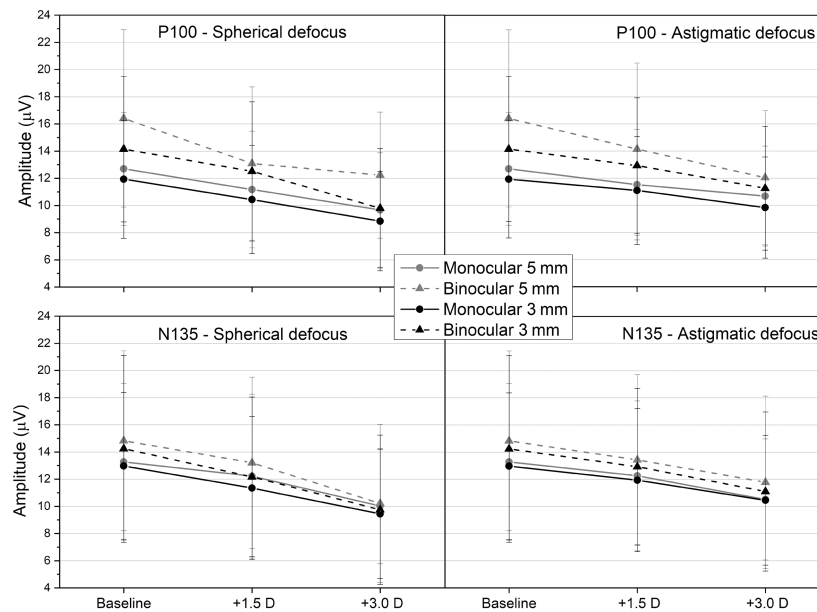 P100 - Spherical defocus
P100 - Astigmatic defocus
24
22
20
18
16
14
12
10
8
6
4
Amplitude (μV)
Monocular 5 mm
Binocular 5 mm
Monocular 3 mm
Binocular 3 mm
N135 - Spherical defocus
N135 - Astigmatic defocus
24
22
20
18
16
14
12
10
8
6
4
Amplitude (μV)
Baseline +1.5 D +3.0 D Baseline +1.5 D +3.0 D